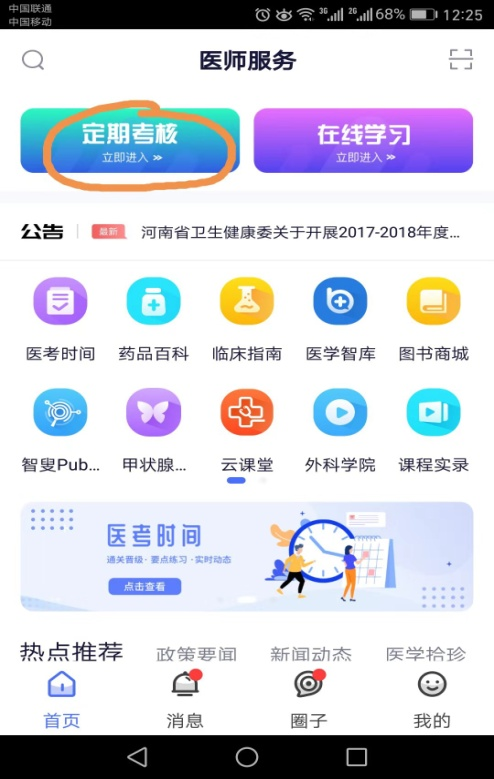 中国联通
中国移动
3G 2G 68% 12:25
医师服务
定期考核
立即进入 >>
在线学习
立即进入 >>
公告 最新 河南省卫生健康委关于开展2017-2018年度...
医考时间 药品百科 临床指南 医学智库 图书商城
智叟Pub... 甲状腺... 云课堂 外科学院 课程实录
医考时间
通关晋级·要点练习·实时动态
点击查看
热点推荐 政策要闻 新闻动态 医学拾珍
首页 消息 圈子 我的